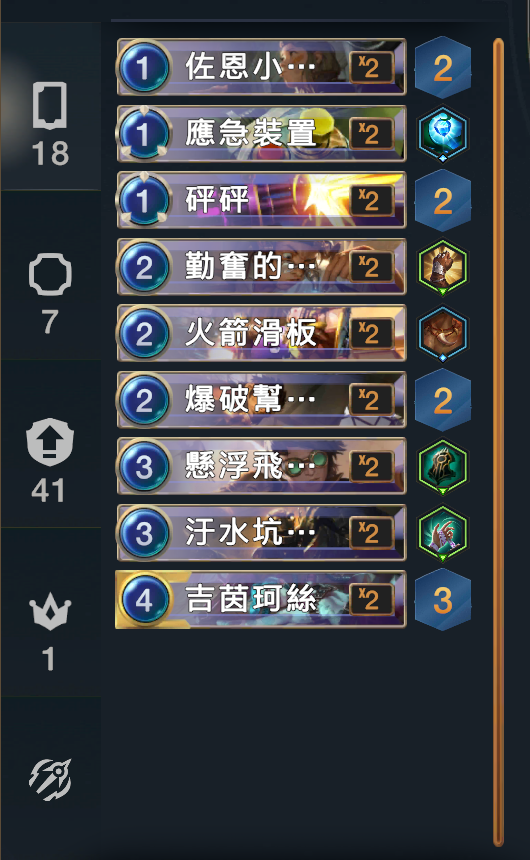 18
7
41
1
1 佐恩小… x2 2
1 應急裝置 x2
1 砰砰 x2 2
2 勤奮的… x2
2 火箭滑板 x2
2 爆破幫… x2 2
3 懸浮飛… x2
3 汙水坑… x2
4 吉茵珂絲 x2 3